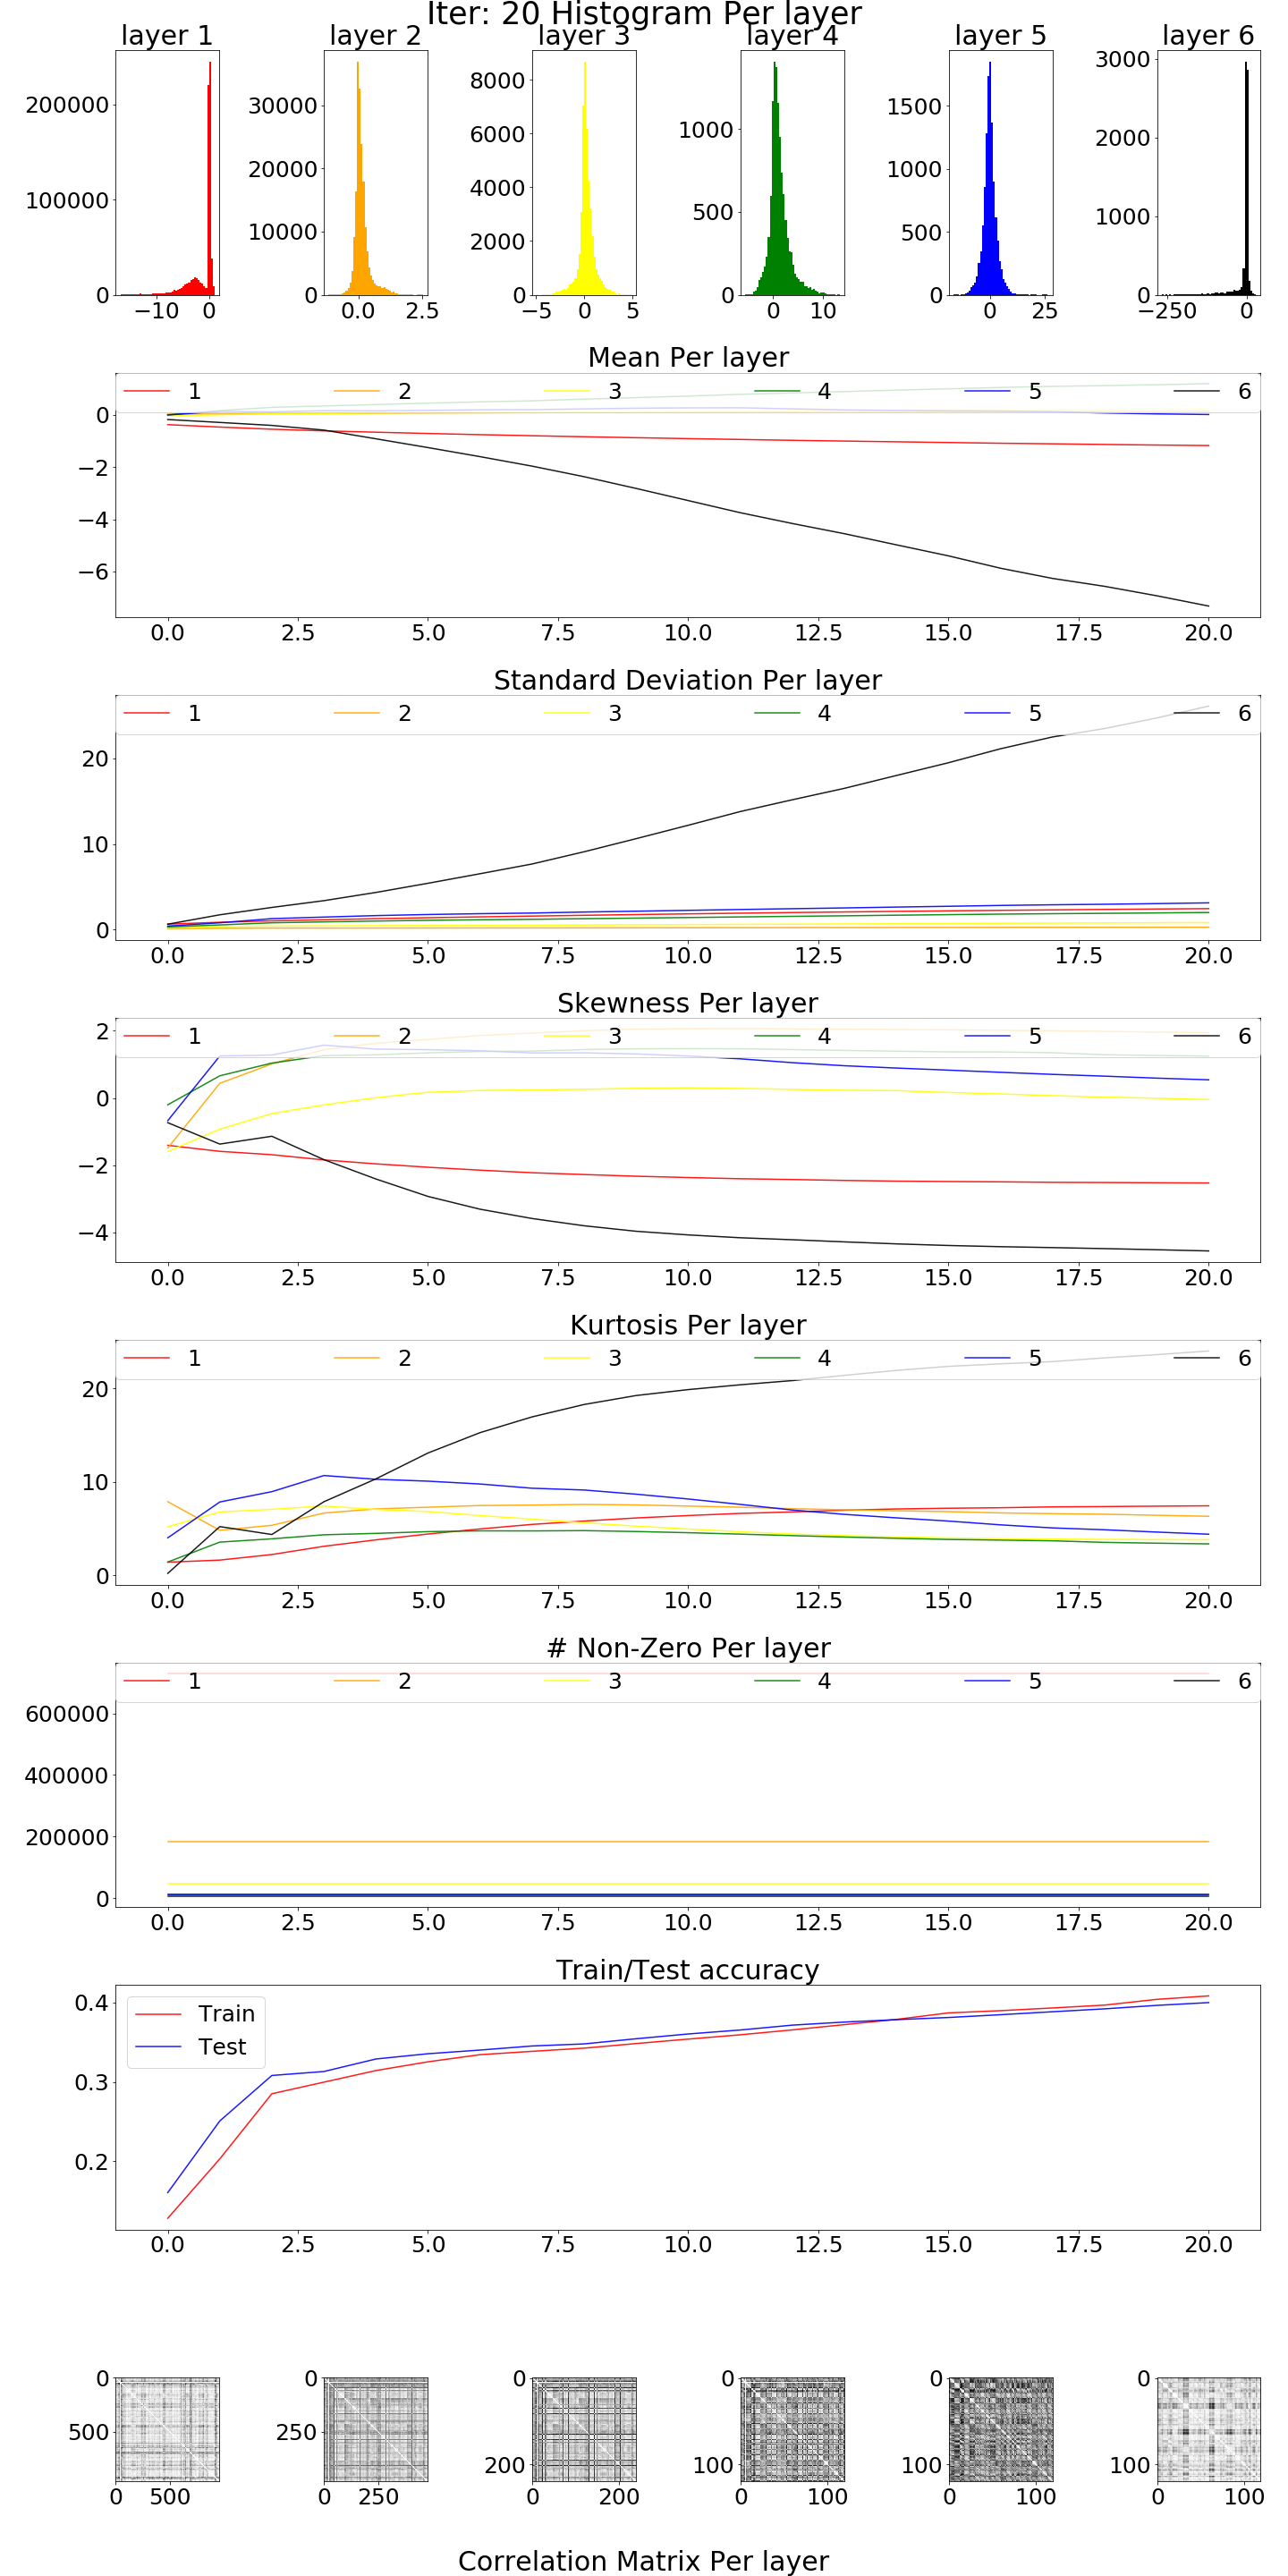 Iter: 20 Histogram Per layer
layer 1 layer 2 layer 3 layer 4 layer 5 layer 6
200000 100000 0 −10 0
30000 20000 10000 0 0.0 2.5
8000 6000 4000 2000 0 −5 0 5
1000 500 0 0 10
1500 1000 500 0 0 25
3000 2000 1000 0 −250 0
Mean Per layer
1 2 3 4 5 6
0
−2
−4
−6
0.0 2.5 5.0 7.5 10.0 12.5 15.0 17.5 20.0
Standard Deviation Per layer
1 2 3 4 5 6
20
10
0
0.0 2.5 5.0 7.5 10.0 12.5 15.0 17.5 20.0
Skewness Per layer
2
1 2 3 4 5 6
0
−2
−4
0.0 2.5 5.0 7.5 10.0 12.5 15.0 17.5 20.0
Kurtosis Per layer
1 2 3 4 5 6
20
10
0
0.0 2.5 5.0 7.5 10.0 12.5 15.0 17.5 20.0
# Non-Zero Per layer
1 2 3 4 5 6
600000
400000
200000
0
0.0 2.5 5.0 7.5 10.0 12.5 15.0 17.5 20.0
Train/Test accuracy
0.4
Train
Test
0.3
0.2
0.0 2.5 5.0 7.5 10.0 12.5 15.0 17.5 20.0
0 0 0 0 0 0
500 250 200 100 100 100
0 500 0 250 0 200 0 100 0 100 0 100
Correlation Matrix Per layer